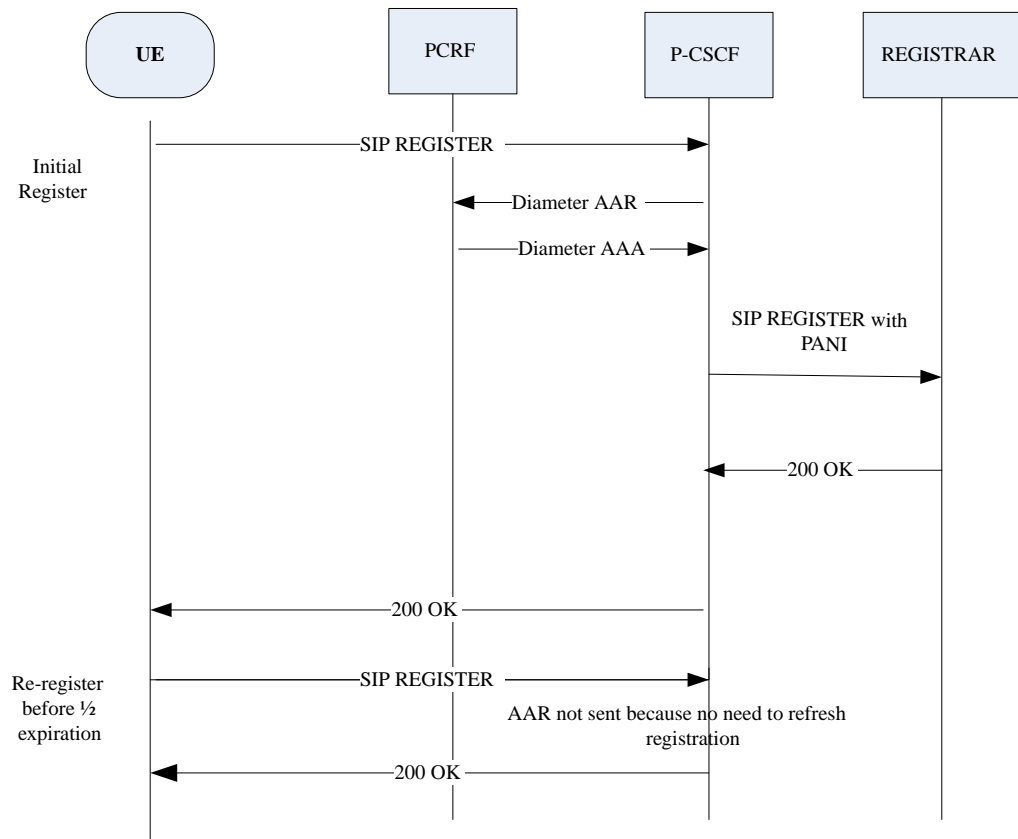 UE
PCRF
P-CSCF
REGISTRAR
Initial
Register
SIP REGISTER
Diameter AAR
Diameter AAA
SIP REGISTER with
PANI
200 OK
200 OK
Re-register
before ½
expiration
SIP REGISTER
AAR not sent because no need to refresh
registration
200 OK